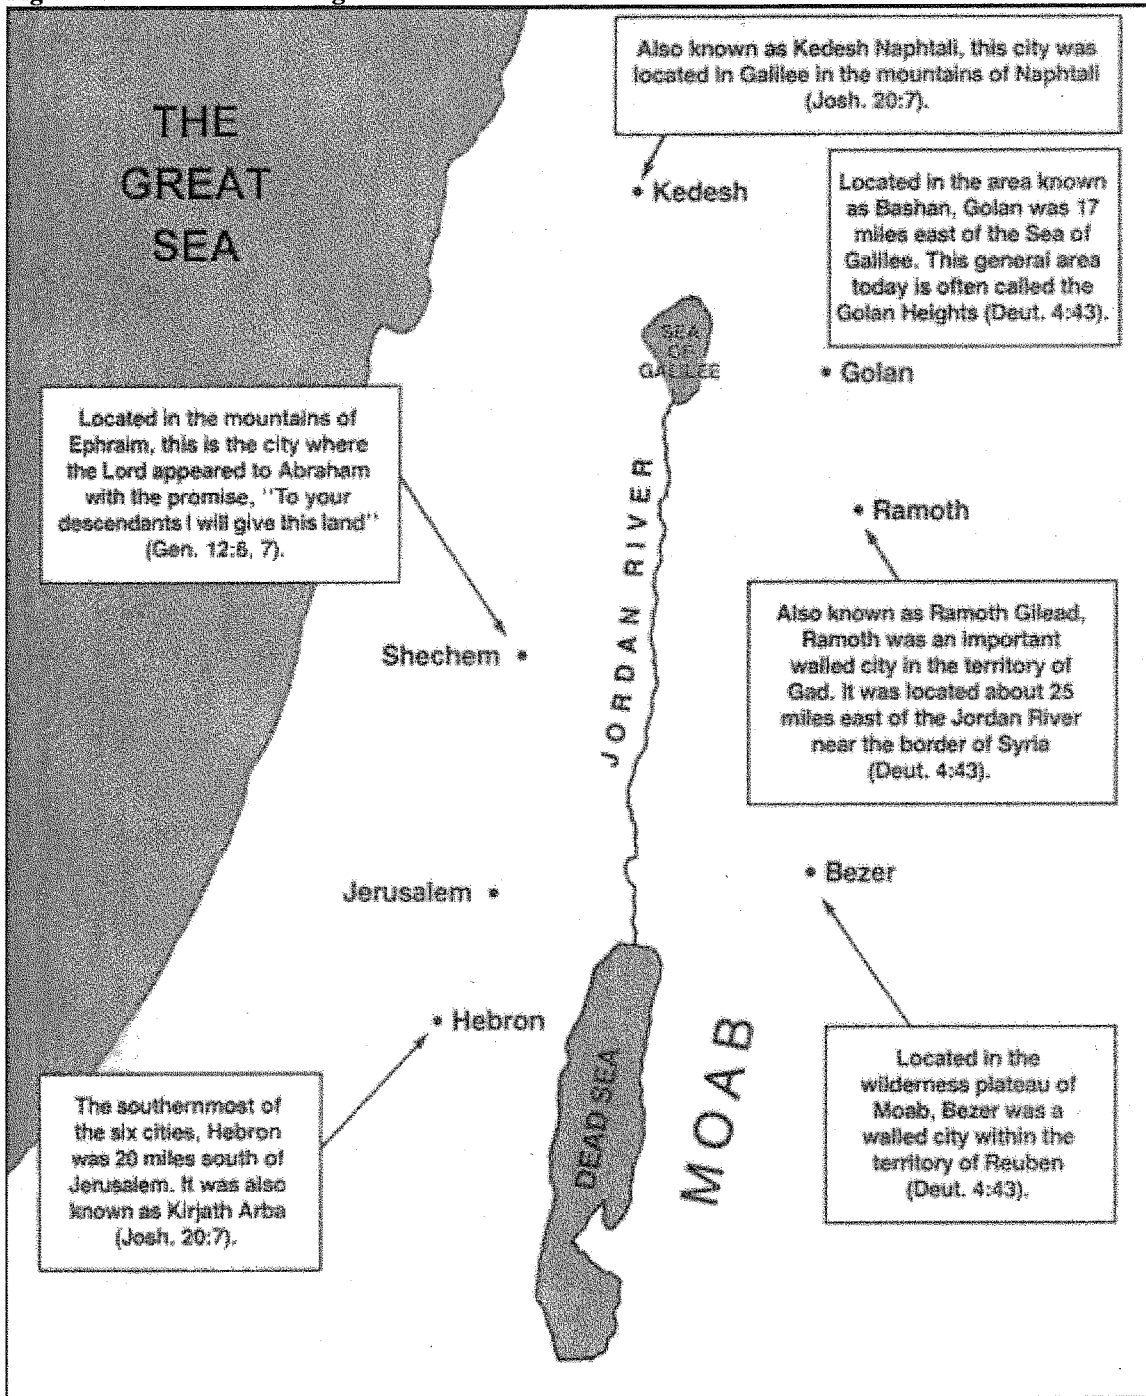 THE
GREAT
SEA
Also known as Kedesh Naphtali, this city was
located in Galilee in the mountains of Naphtali
(Josh. 20:7).
• Kedesh
Located in the area known
as Bashan, Golan was 17
miles east of the Sea of
Galilee. This general area
today is often called the
Golan Heights (Deut. 4:43).
SEA
OF
GALILEE
• Golan
Located in the mountains of
Ephraim, this is the city where
the Lord appeared to Abraham
with the promise, "To your
descendants I will give this land"
(Gen. 12:6, 7).
JORDAN RIVER
• Ramoth
Also known as Ramoth Gilead,
Ramoth was an important
walled city in the territory of
Gad. It was located about 25
miles east of the Jordan River
near the border of Syria
(Deut. 4:43).
Shechem •
• Bezer
Jerusalem •
• Hebron
DEAD SEA
MOAB
Located in the
wilderness plateau of
Moab, Bezer was a
walled city within the
territory of Reuben
(Deut. 4:43).
The southernmost of
the six cities, Hebron
was 20 miles south of
Jerusalem. It was also
known as Kirjath Arba
(Josh. 20:7).